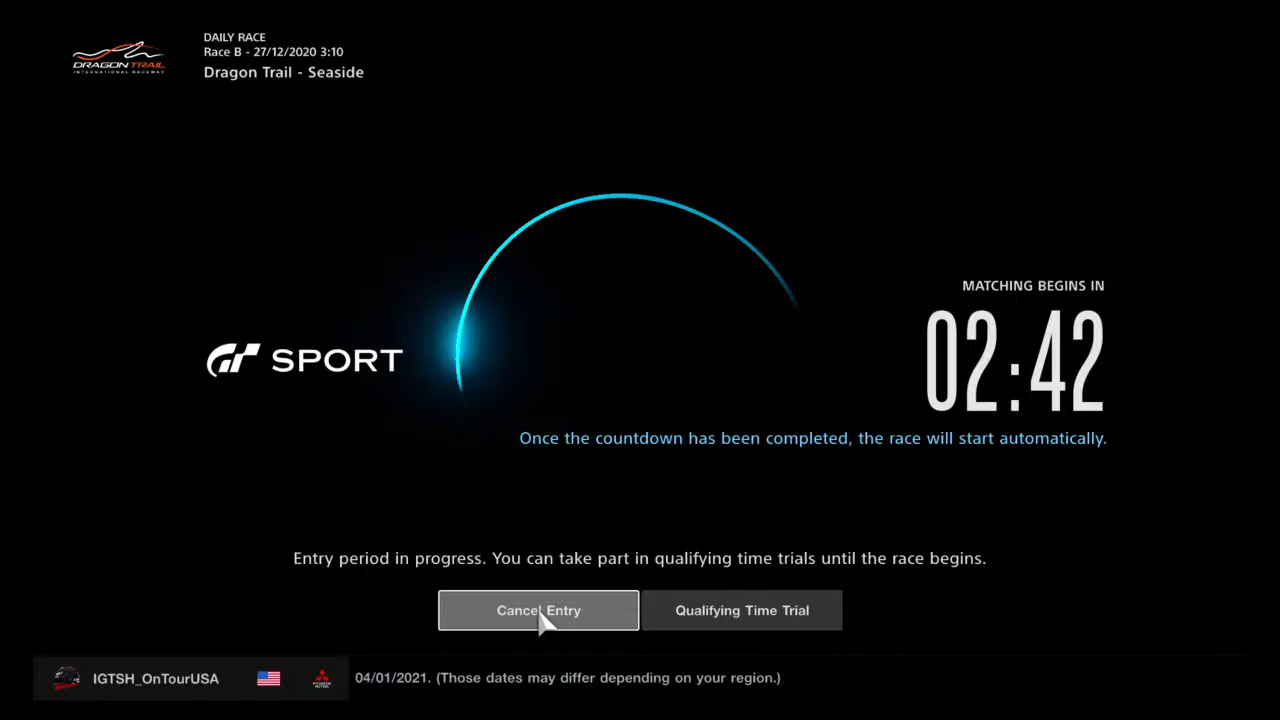 DRAGON TRAIL
INTERNATIONAL RACEWAY
DAILY RACE
Race B - 27/12/2020 3:10
Dragon Trail - Seaside
GT SPORT
MATCHING BEGINS IN
02:42
Once the countdown has been completed, the race will start automatically.
Entry period in progress. You can take part in qualifying time trials until the race begins.
Cancel Entry
Qualifying Time Trial
IGTSH_OnTourUSA
MITSUBISHI
MOTORS
04/01/2021. (Those dates may differ depending on your region.)